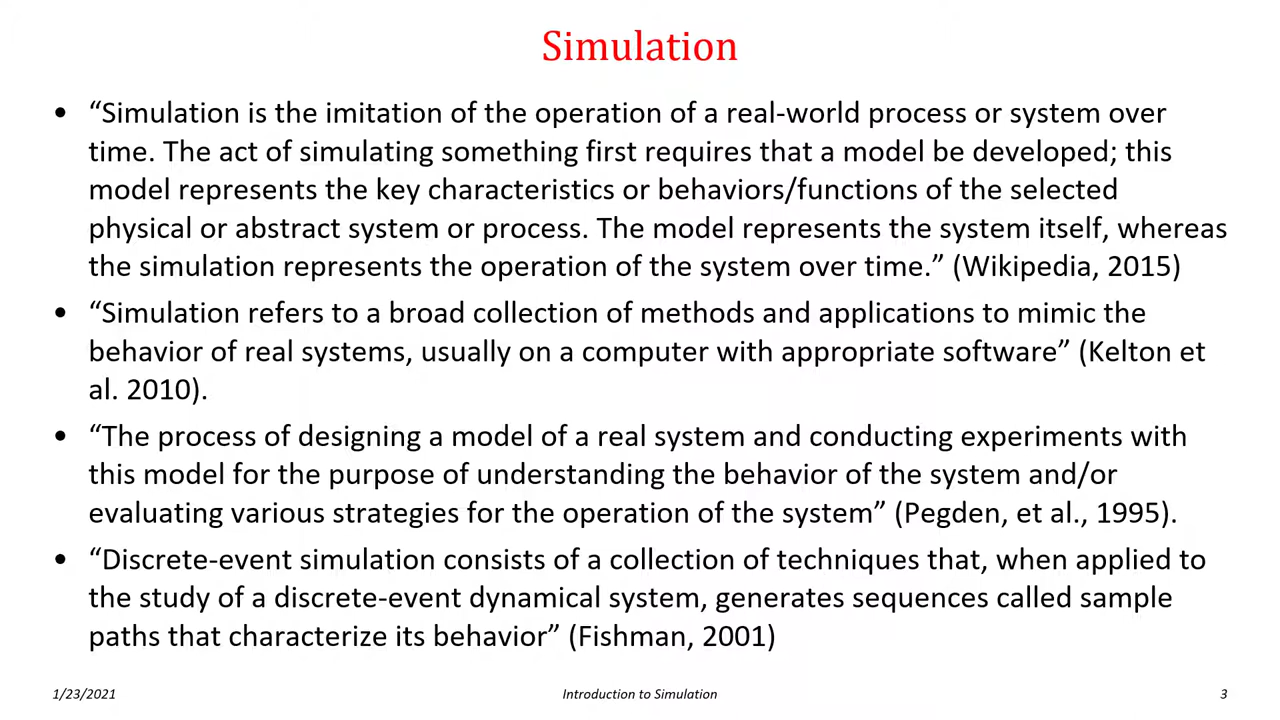 Simulation
• “Simulation is the imitation of the operation of a real-world process or system over
time. The act of simulating something first requires that a model be developed; this
model represents the key characteristics or behaviors/functions of the selected
physical or abstract system or process. The model represents the system itself, whereas
the simulation represents the operation of the system over time.” (Wikipedia, 2015)
• “Simulation refers to a broad collection of methods and applications to mimic the
behavior of real systems, usually on a computer with appropriate software” (Kelton et
al. 2010).
• “The process of designing a model of a real system and conducting experiments with
this model for the purpose of understanding the behavior of the system and/or
evaluating various strategies for the operation of the system” (Pegden, et al., 1995).
• “Discrete-event simulation consists of a collection of techniques that, when applied to
the study of a discrete-event dynamical system, generates sequences called sample
paths that characterize its behavior” (Fishman, 2001)
1/23/2021
Introduction to Simulation
3